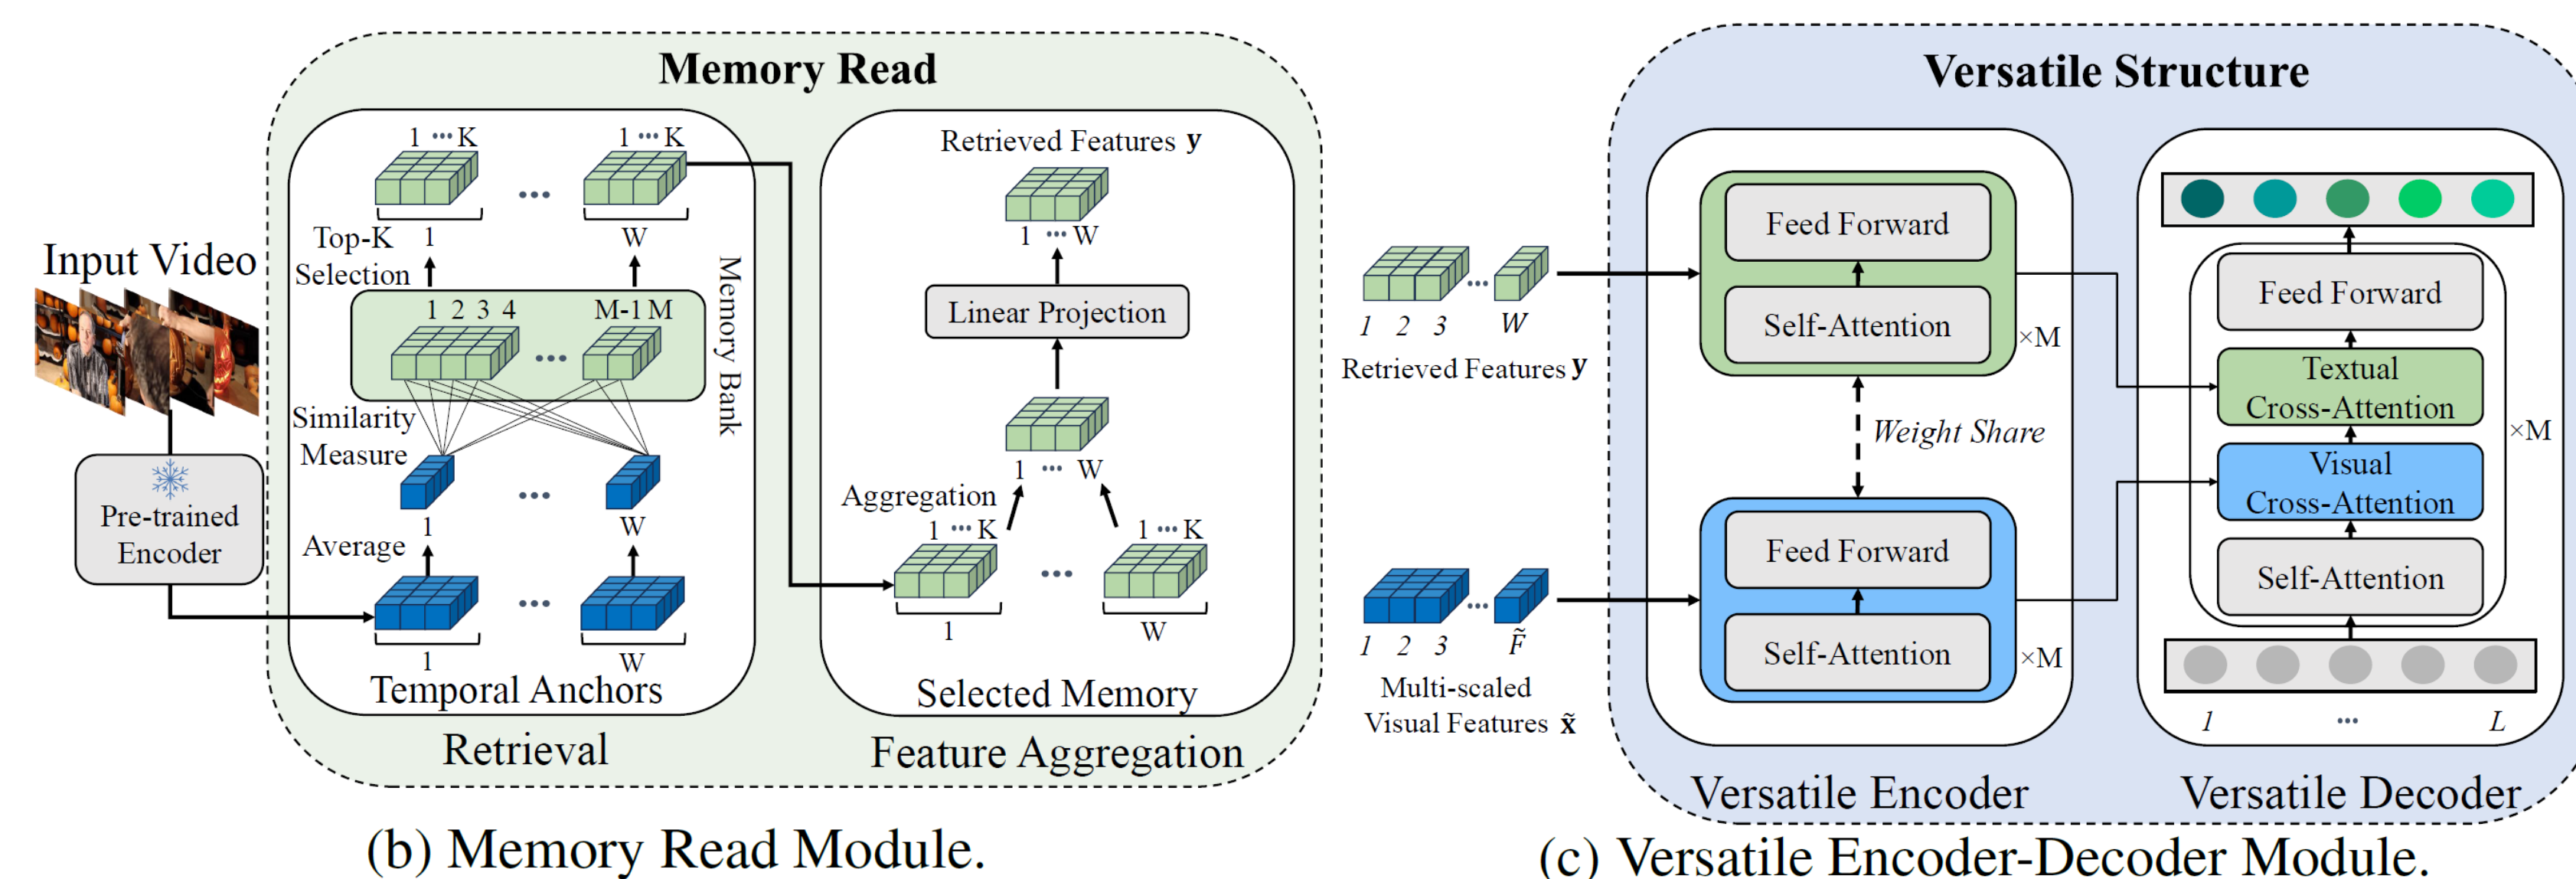 Memory Read
1 ··· K
1 ··· K
...
Top-K
Selection
1
W
Input Video
1 2 3 4
M-1 M
...
Memory Bank
Similarity
Measure
...
1
W
Average
Pre-trained
Encoder
...
1
W
Temporal Anchors
Retrieval
Retrieved Features y
1 ··· W
Linear Projection
1 ··· W
Aggregation
1 ··· K
1 ··· K
...
1
W
Selected Memory
Feature Aggregation
(b) Memory Read Module.
Versatile Structure
...
1 2 3 W
Retrieved Features y
Feed Forward
Self-Attention
×M
Weight Share
...
1 2 3 F̃
Multi-scaled
Visual Features x̃
Feed Forward
Self-Attention
×M
Versatile Encoder
Feed Forward
Textual
Cross-Attention
Visual
Cross-Attention
Self-Attention
×M
1 ... L
Versatile Decoder
(c) Versatile Encoder-Decoder Module.